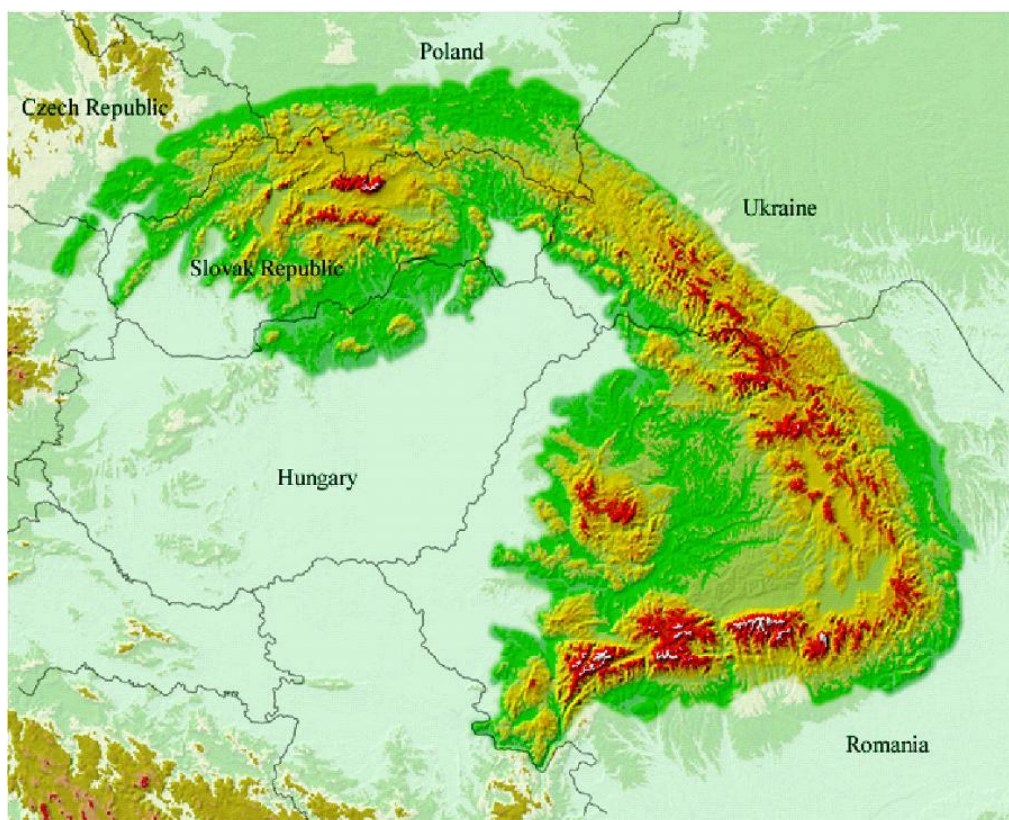 Poland
Czech Republic
Ukraine
Slovak Republic
Hungary
Romania